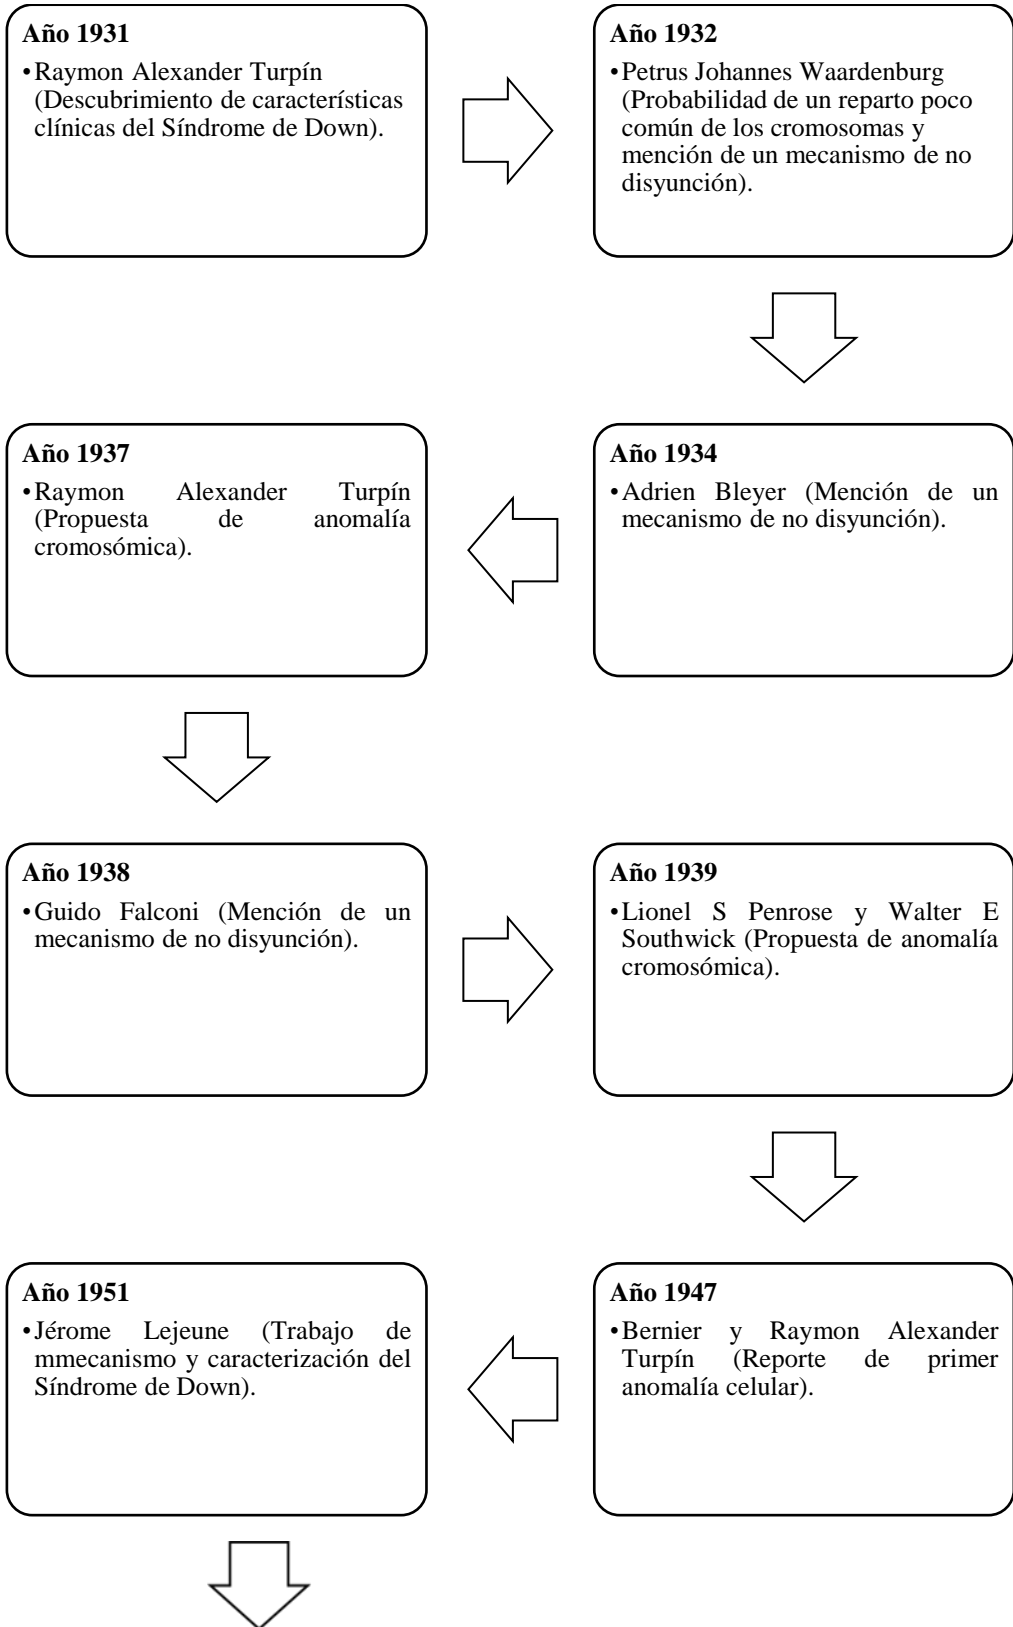 Año 1931
•Raymon Alexander Turpín
(Descubrimiento de características
clínicas del Síndrome de Down).
Año 1932
•Petrus Johannes Waardenburg
(Probabilidad de un reparto poco
común de los cromosomas y
mención de un mecanismo de no
disyunción).
Año 1934
•Adrien Bleyer (Mención de un
mecanismo de no disyunción).
Año 1937
•Raymon Alexander Turpín
(Propuesta de anomalía
cromosómica).
Año 1938
•Guido Falconi (Mención de un
mecanismo de no disyunción).
Año 1939
•Lionel S Penrose y Walter E
Southwick (Propuesta de anomalía
cromosómica).
Año 1947
•Bernier y Raymon Alexander
Turpín (Reporte de primer
anomalía celular).
Año 1951
•Jérome Lejeune (Trabajo de
mmecanismo y caracterización del
Síndrome de Down).